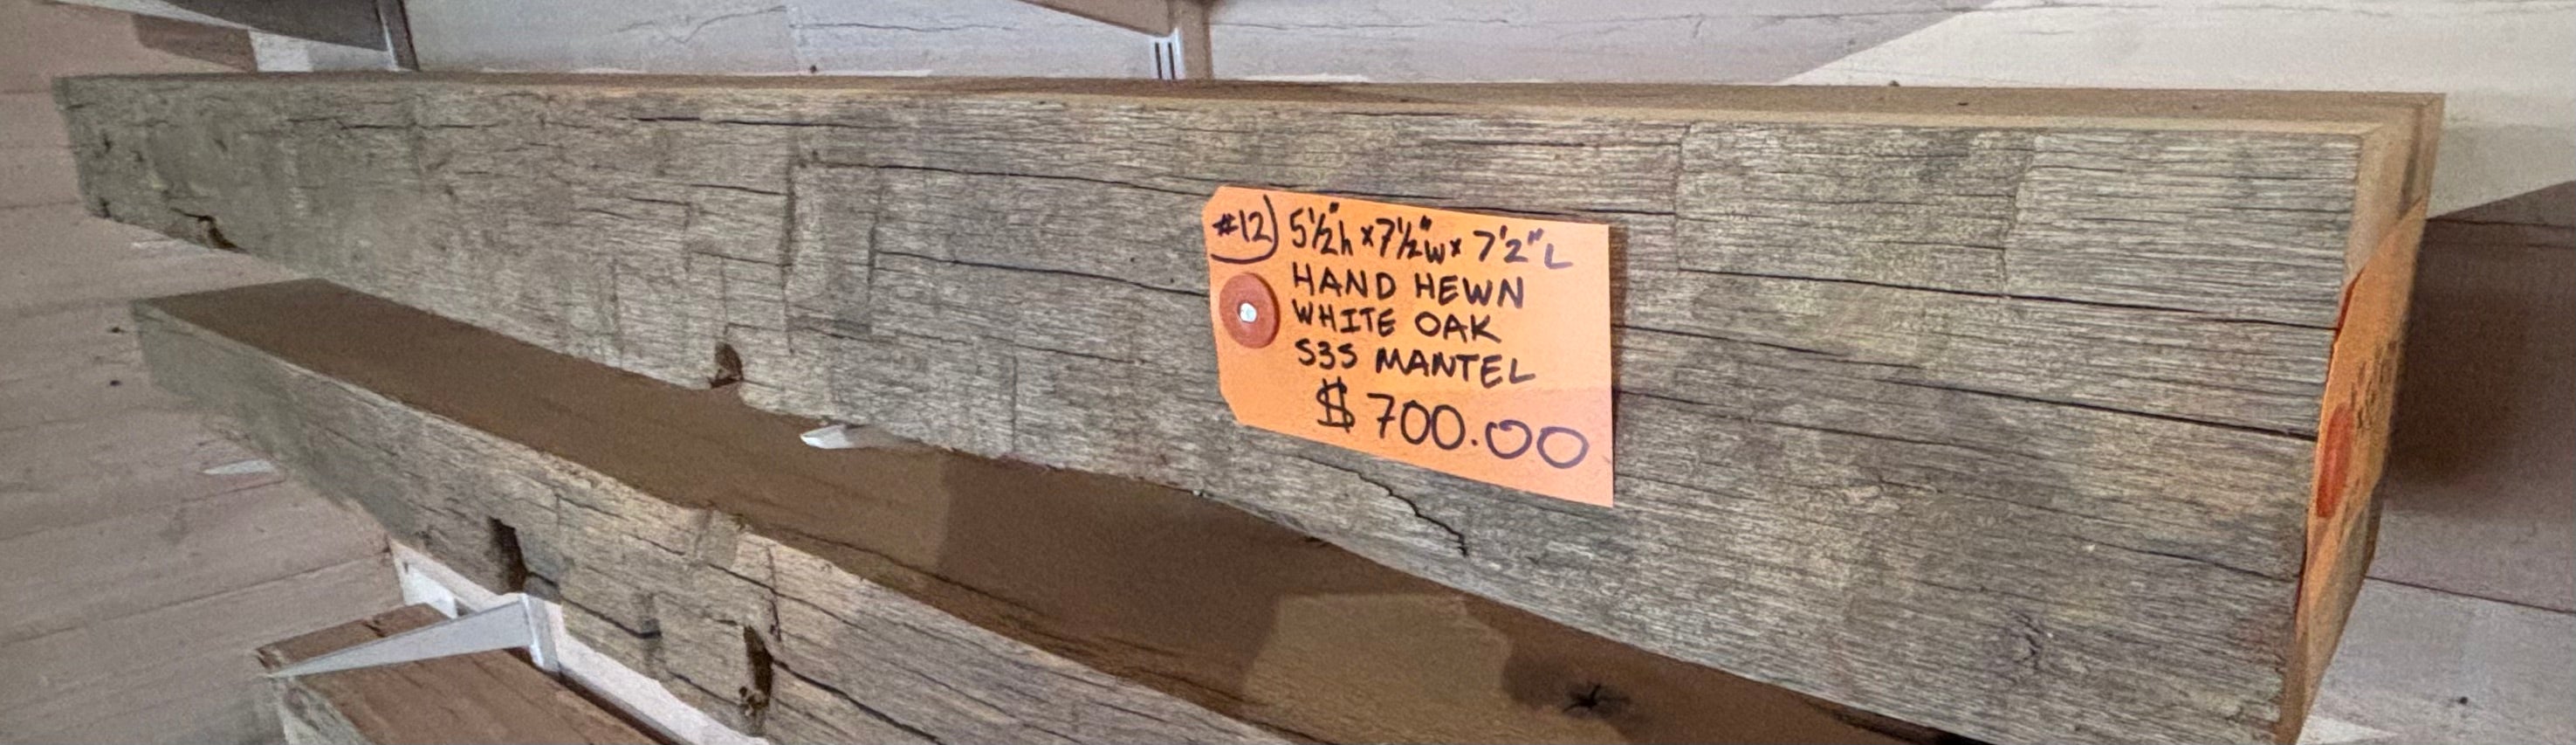 #12) 5½"h x 7½"w x 7'2"L
HAND HEWN
WHITE OAK
S3S MANTEL
$700.00